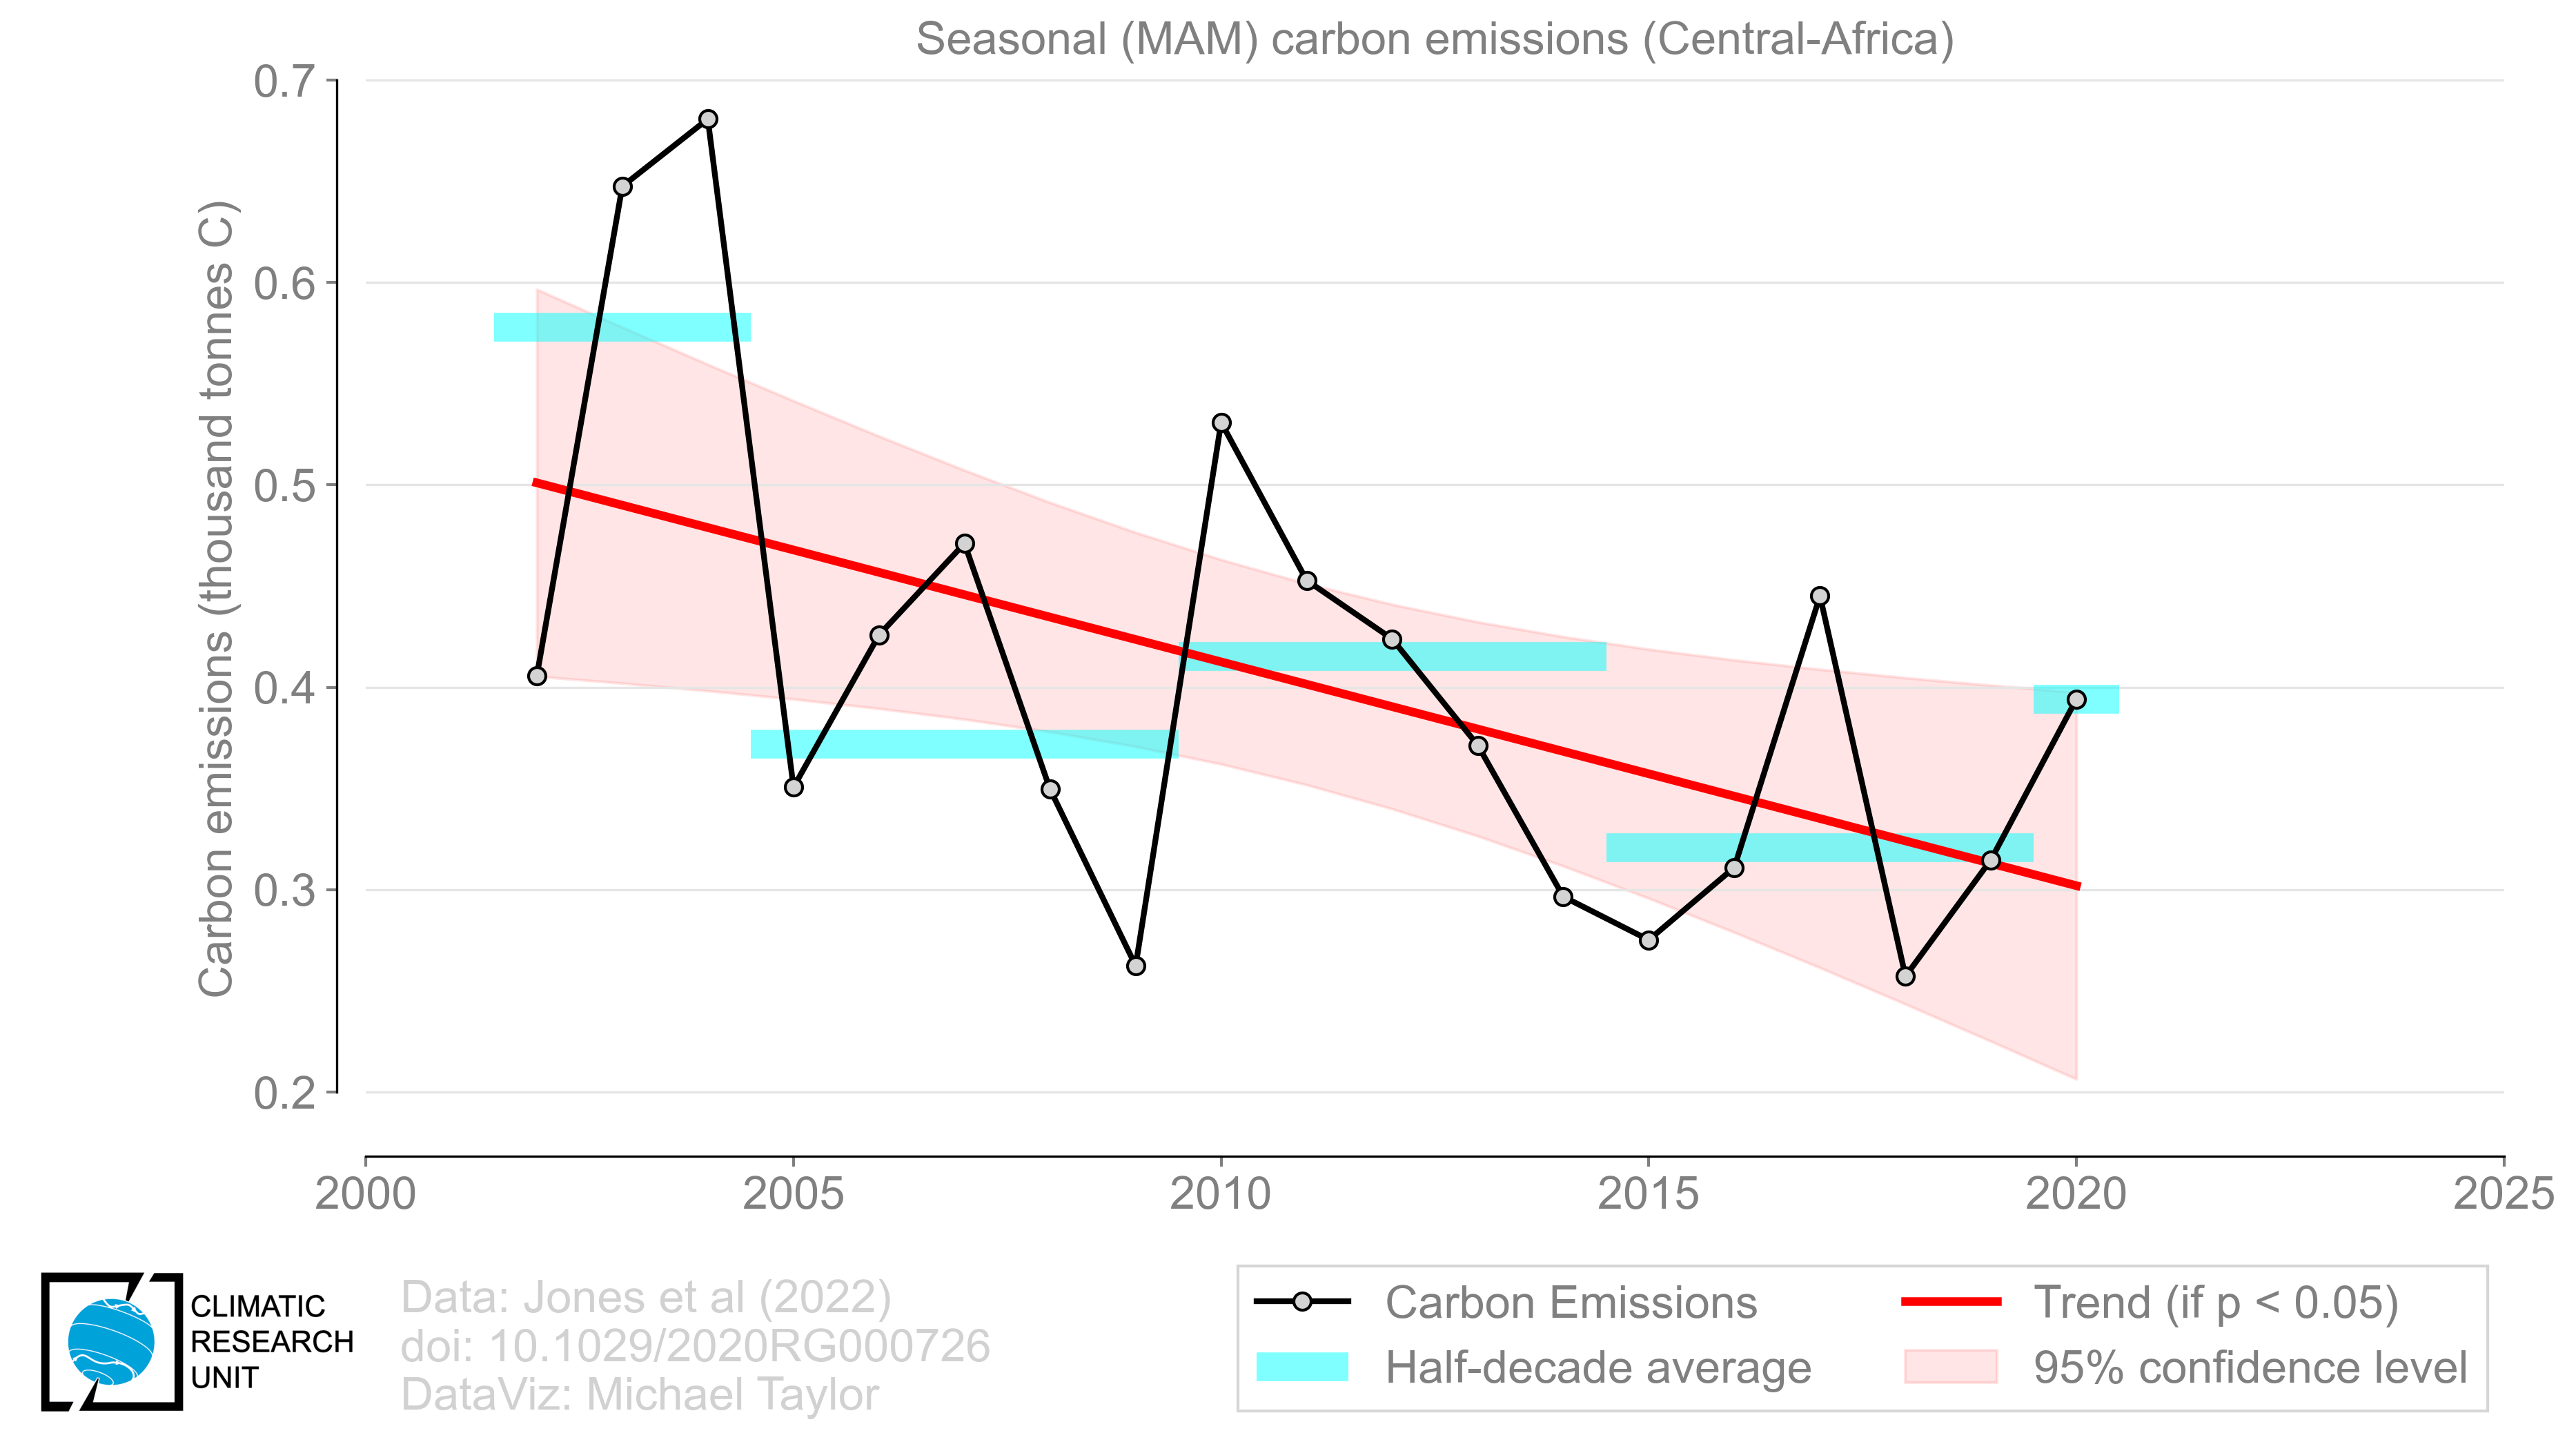 Seasonal (MAM) carbon emissions (Central-Africa)
Carbon emissions (thousand tonnes C)
0.7
0.6
0.5
0.4
0.3
0.2
2000 2005 2010 2015 2020 2025
CLIMATIC
RESEARCH
UNIT
Data: Jones et al (2022)
doi: 10.1029/2020RG000726
DataViz: Michael Taylor
Carbon Emissions
Half-decade average
Trend (if p < 0.05)
95% confidence level